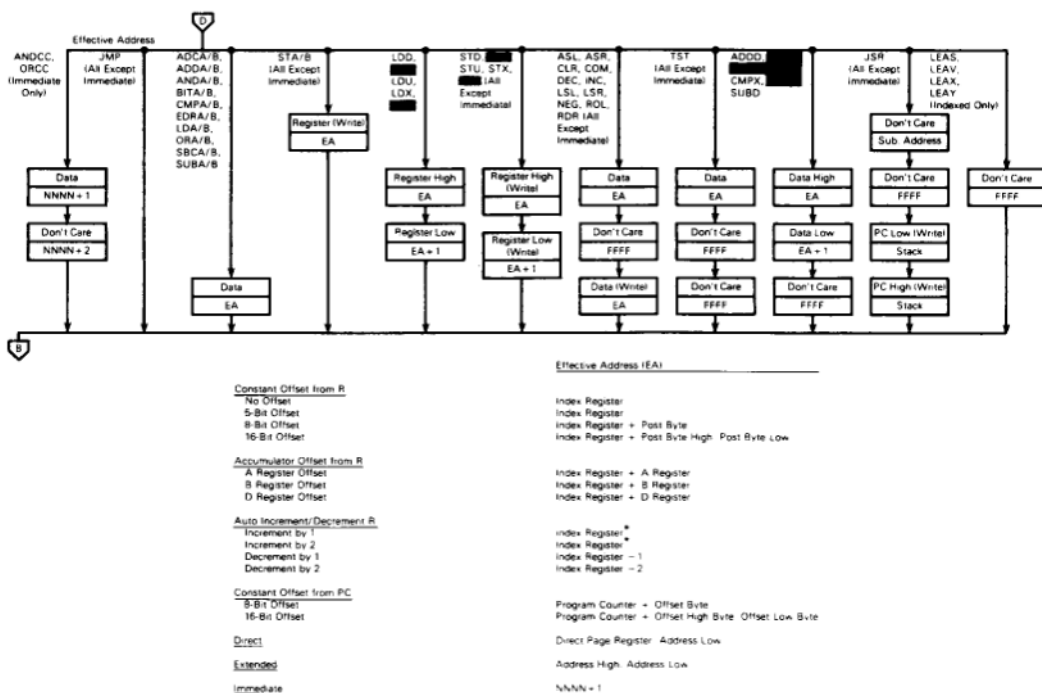 D
Effective Address
ANDCC,
ORCC
(Immediate
Only)
JMP
(All Except
Immediate)
ADCA/B,
ADDA/B,
ANDA/B,
BITA/B,
CMPA/B,
EDRA/B,
LDA/B,
ORA/B,
SBCA/B,
SUBA/B
STA/B
(All Except
Immediate)
LDD,
LDU,
LDX,
STD,
STU, STX,
(All
Except
Immediate)
ASL, ASR,
CLR, COM,
DEC, INC,
LSL, LSR,
NEG, ROL,
RDR (All
Except
Immediate)
TST
(All Except
Immediate)
ADDD,
CMPX,
SUBD
JSR
(All Except
Immediate)
LEAS,
LEAV,
LEAX,
LEAY
(Indexed Only)
Data
NNNN + 1
Don't Care
NNNN + 2
Data
EA
Register (Write)
EA
Register High
EA
Register Low
EA + 1
Register High
(Write)
EA
Register Low
(Write)
EA + 1
Data
EA
Don't Care
FFFF
Data (Write)
EA
Data
EA
Don't Care
FFFF
Don't Care
FFFF
Data High
EA
Data Low
EA + 1
Don't Care
FFFF
Don't Care
Sub. Address
Don't Care
FFFF
PC Low (Write)
Stack
PC High (Write)
Stack
Don't Care
FFFF
B
Effective Address (EA)
Constant Offset from R
No Offset Index Register
5-Bit Offset Index Register
8-Bit Offset Index Register + Post Byte
16-Bit Offset Index Register + Post Byte High Post Byte Low
Accumulator Offset from R
A Register Offset Index Register + A Register
B Register Offset Index Register + B Register
D Register Offset Index Register + D Register
Auto Increment/Decrement R
Increment by 1 Index Register*
Increment by 2 Index Register*
Decrement by 1 Index Register - 1
Decrement by 2 Index Register - 2
Constant Offset from PC
8-Bit Offset Program Counter + Offset Byte
16-Bit Offset Program Counter + Offset High Byte Offset Low Byte
Direct Direct Page Register Address Low
Extended Address High. Address Low
Immediate NNNN + 1